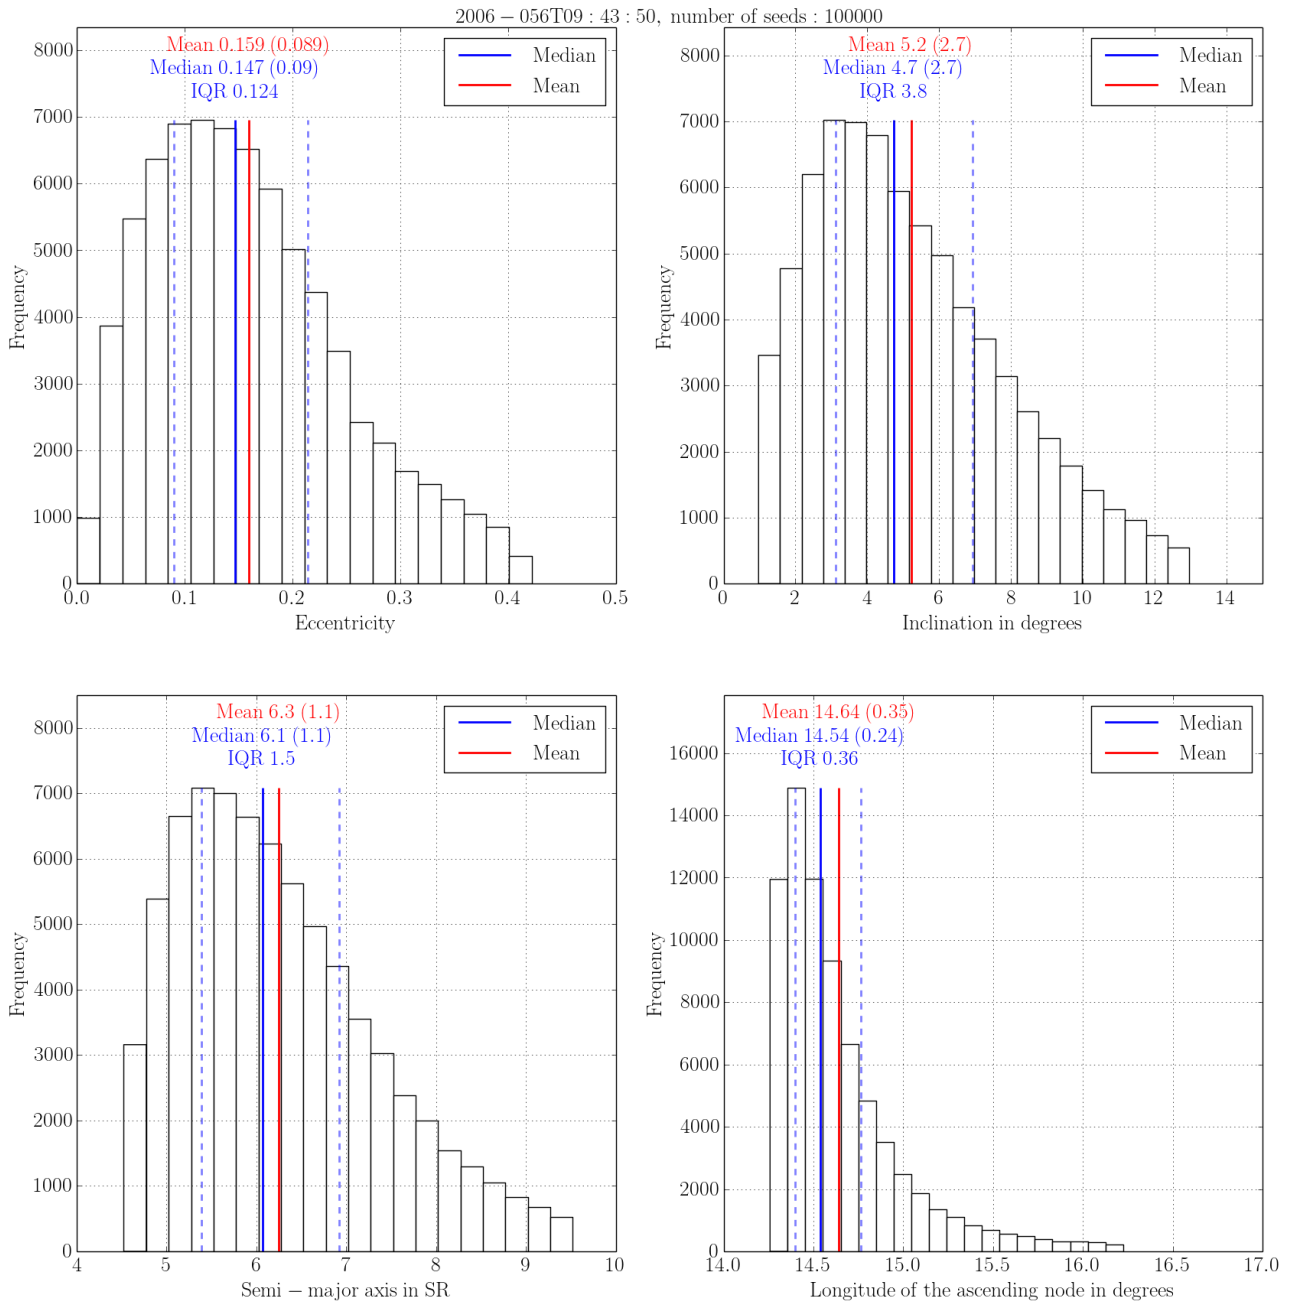 2006 − 056T09 : 43 : 50, number of seeds : 100000
Mean 0.159 (0.089)
Median 0.147 (0.09)
IQR 0.124
Median
Mean
8000
7000
6000
5000
4000
3000
2000
1000
0
Frequency
0.0 0.1 0.2 0.3 0.4 0.5
Eccentricity
Mean 5.2 (2.7)
Median 4.7 (2.7)
IQR 3.8
Median
Mean
8000
7000
6000
5000
4000
3000
2000
1000
0
Frequency
0 2 4 6 8 10 12 14
Inclination in degrees
Mean 6.3 (1.1)
Median 6.1 (1.1)
IQR 1.5
Median
Mean
8000
7000
6000
5000
4000
3000
2000
1000
0
Frequency
4 5 6 7 8 9 10
Semi − major axis in SR
Mean 14.64 (0.35)
Median 14.54 (0.24)
IQR 0.36
Median
Mean
16000
14000
12000
10000
8000
6000
4000
2000
0
Frequency
14.0 14.5 15.0 15.5 16.0 16.5 17.0
Longitude of the ascending node in degrees